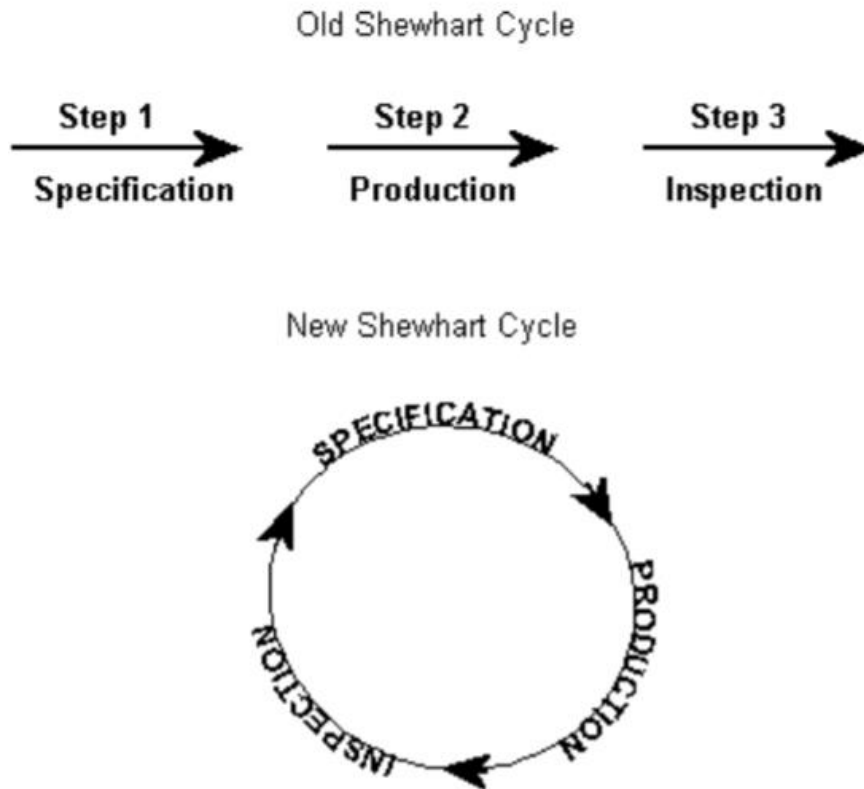 Old Shewhart Cycle
Step 1 Step 2 Step 3
Specification Production Inspection
New Shewhart Cycle
SPECIFICATION
PRODUCTION
INSPECTION